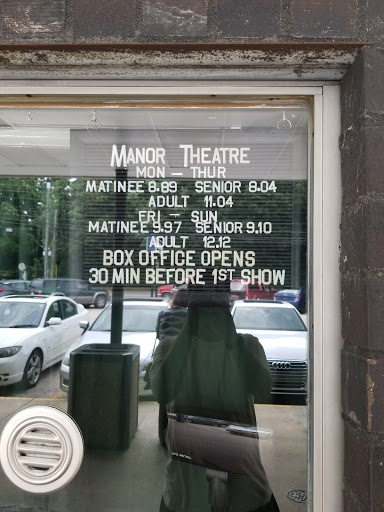 MANOR THEATRE
MON - THUR
MATINEE 8.89 SENIOR 8.04
ADULT 11.04
FRI - SUN
MATINEE 9.97 SENIOR 9.10
ADULT 12.12
BOX OFFICE OPENS
30 MIN BEFORE 1ST SHOW